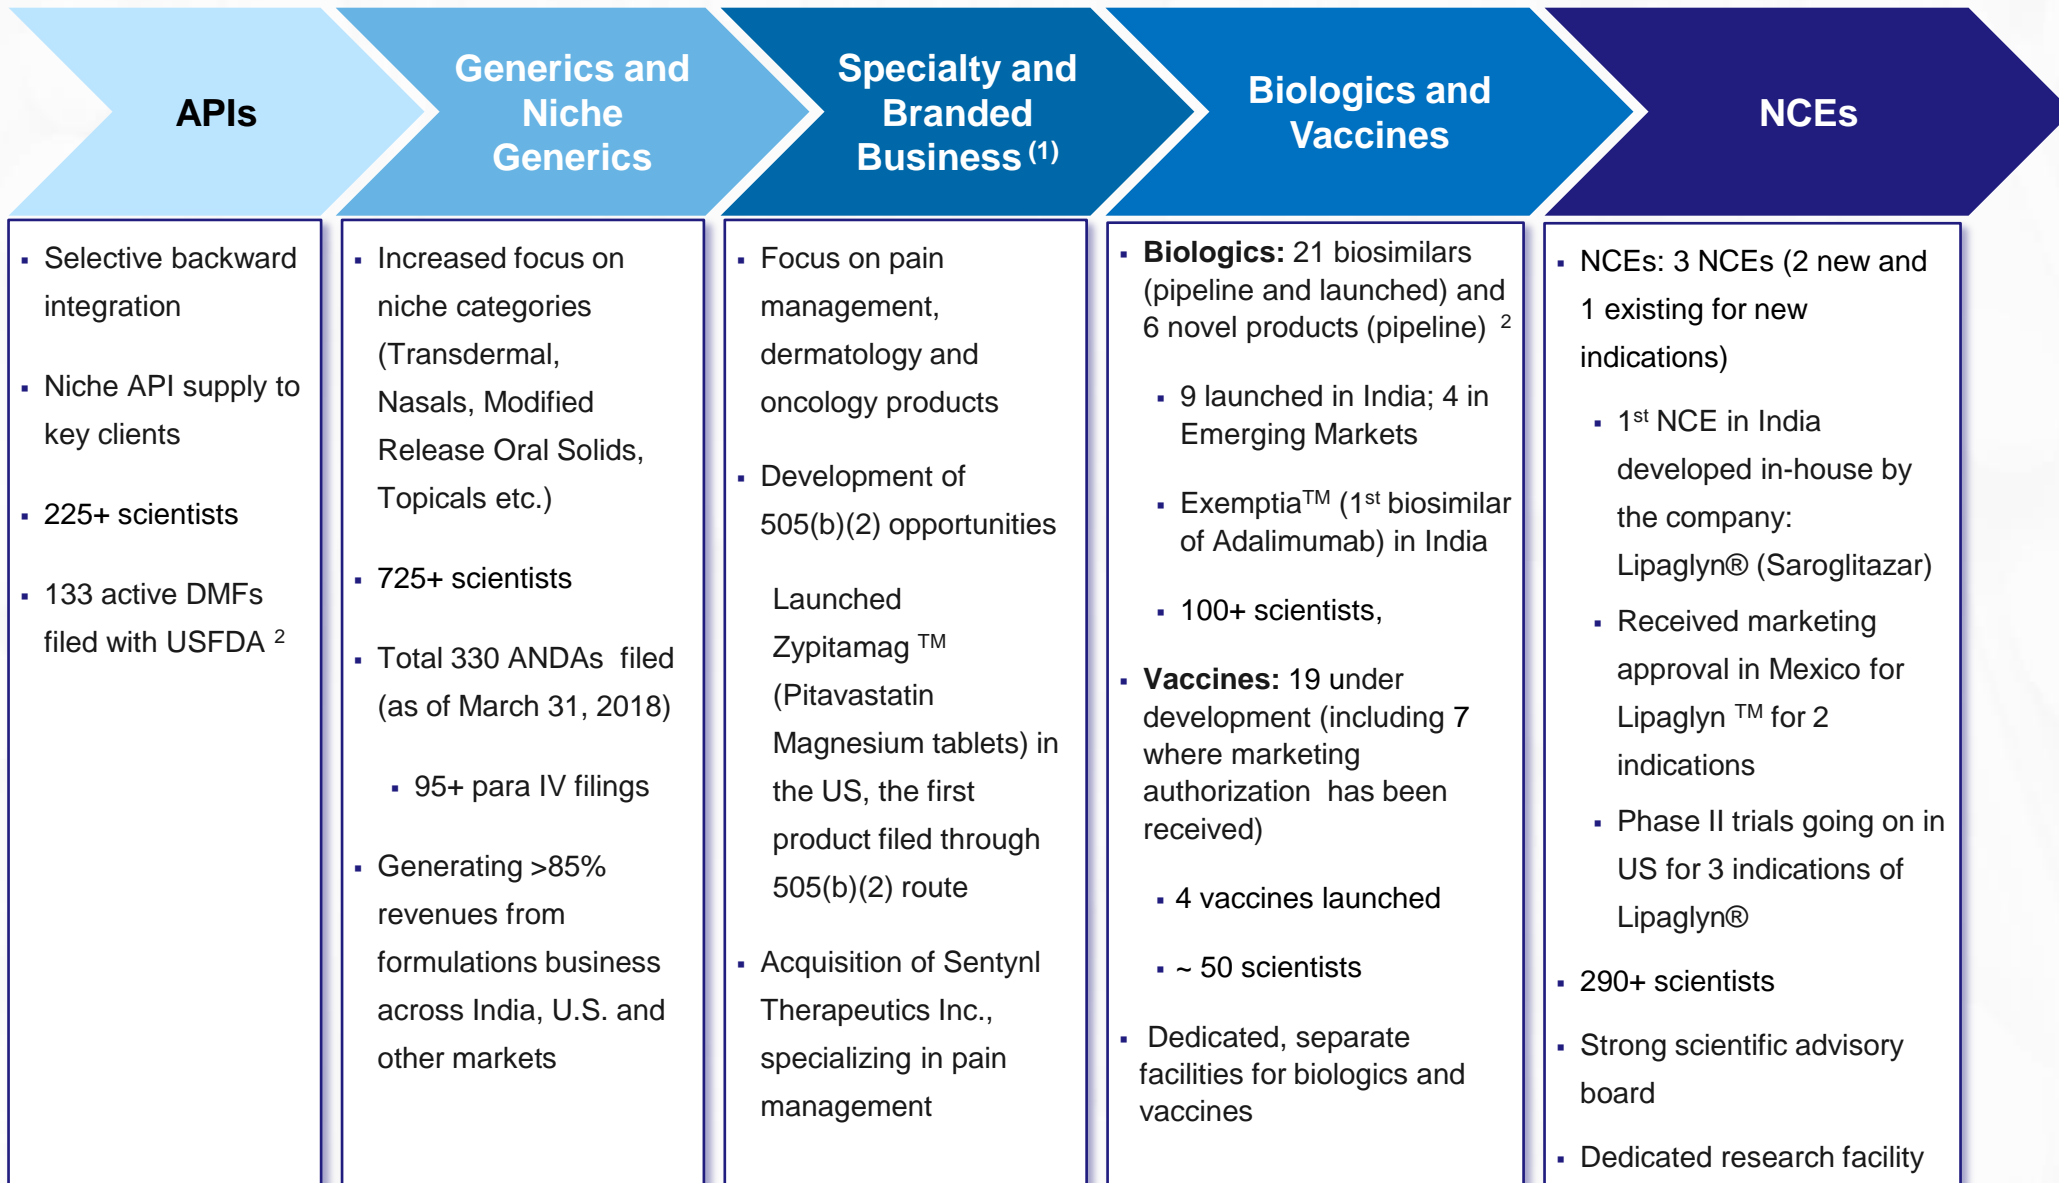 APIs
Generics and
Niche
Generics
Specialty and
Branded
Business (1)
Biologics and
Vaccines
NCEs
▪ Selective backward
integration
▪ Niche API supply to
key clients
▪ 225+ scientists
▪ 133 active DMFs
filed with USFDA 2
▪ Increased focus on
niche categories
(Transdermal,
Nasals, Modified
Release Oral Solids,
Topicals etc.)
▪ 725+ scientists
▪ Total 330 ANDAs filed
(as of March 31, 2018)
▪ 95+ para IV filings
▪ Generating >85%
revenues from
formulations business
across India, U.S. and
other markets
▪ Focus on pain
management,
dermatology and
oncology products
▪ Development of
505(b)(2) opportunities
Launched
Zypitamag TM
(Pitavastatin
Magnesium tablets) in
the US, the first
product filed through
505(b)(2) route
▪ Acquisition of Sentynl
Therapeutics Inc.,
specializing in pain
management
▪ Biologics: 21 biosimilars
(pipeline and launched) and
6 novel products (pipeline) 2
▪ 9 launched in India; 4 in
Emerging Markets
▪ ExemptiaTM (1st biosimilar
of Adalimumab) in India
▪ 100+ scientists,
▪ Vaccines: 19 under
development (including 7
where marketing
authorization has been
received)
▪ 4 vaccines launched
▪ ~ 50 scientists
▪ Dedicated, separate
facilities for biologics and
vaccines
▪ NCEs: 3 NCEs (2 new and
1 existing for new
indications)
▪ 1st NCE in India
developed in-house by
the company:
Lipaglyn® (Saroglitazar)
▪ Received marketing
approval in Mexico for
Lipaglyn TM for 2
indications
▪ Phase II trials going on in
US for 3 indications of
Lipaglyn®
▪ 290+ scientists
▪ Strong scientific advisory
board
▪ Dedicated research facility